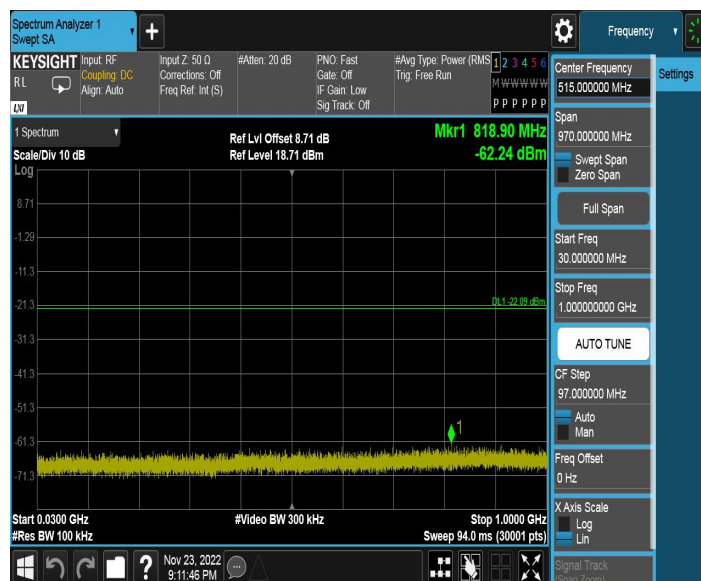 Spectrum Analyzer 1
Swept SA
Frequency
KEYSIGHT
RL
LXI
Input: RF
Coupling: DC
Align: Auto
Input Z: 50 Ω
Corrections: Off
Freq Ref: Int (S)
#Atten: 20 dB
PNO: Fast
Gate: Off
IF Gain: Low
Sig Track: Off
#Avg Type: Power (RMS
Trig: Free Run
1 2 3 4 5 6
M W W W W W
P P P P P P
Center Frequency
515.000000 MHz
Settings
1 Spectrum
Scale/Div 10 dB
Ref Lvl Offset 8.71 dB
Ref Level 18.71 dBm
Mkr1 818.90 MHz
-62.24 dBm
Span
970.000000 MHz
Swept Span
Zero Span
Full Span
Start Freq
30.000000 MHz
Stop Freq
1.000000000 GHz
AUTO TUNE
CF Step
97.000000 MHz
Auto
Man
Freq Offset
0 Hz
X Axis Scale
Log
Lin
Signal Track
(Span Zoom)
Log
8.71
-1.29
-11.3
-21.3
DL1 -22.09 dBm
-31.3
-41.3
-51.3
1
-61.3
-71.3
Start 0.0300 GHz
#Res BW 100 kHz
#Video BW 300 kHz
Stop 1.0000 GHz
Sweep 94.0 ms (30001 pts)
?
Nov 23, 2022
9:11:46 PM